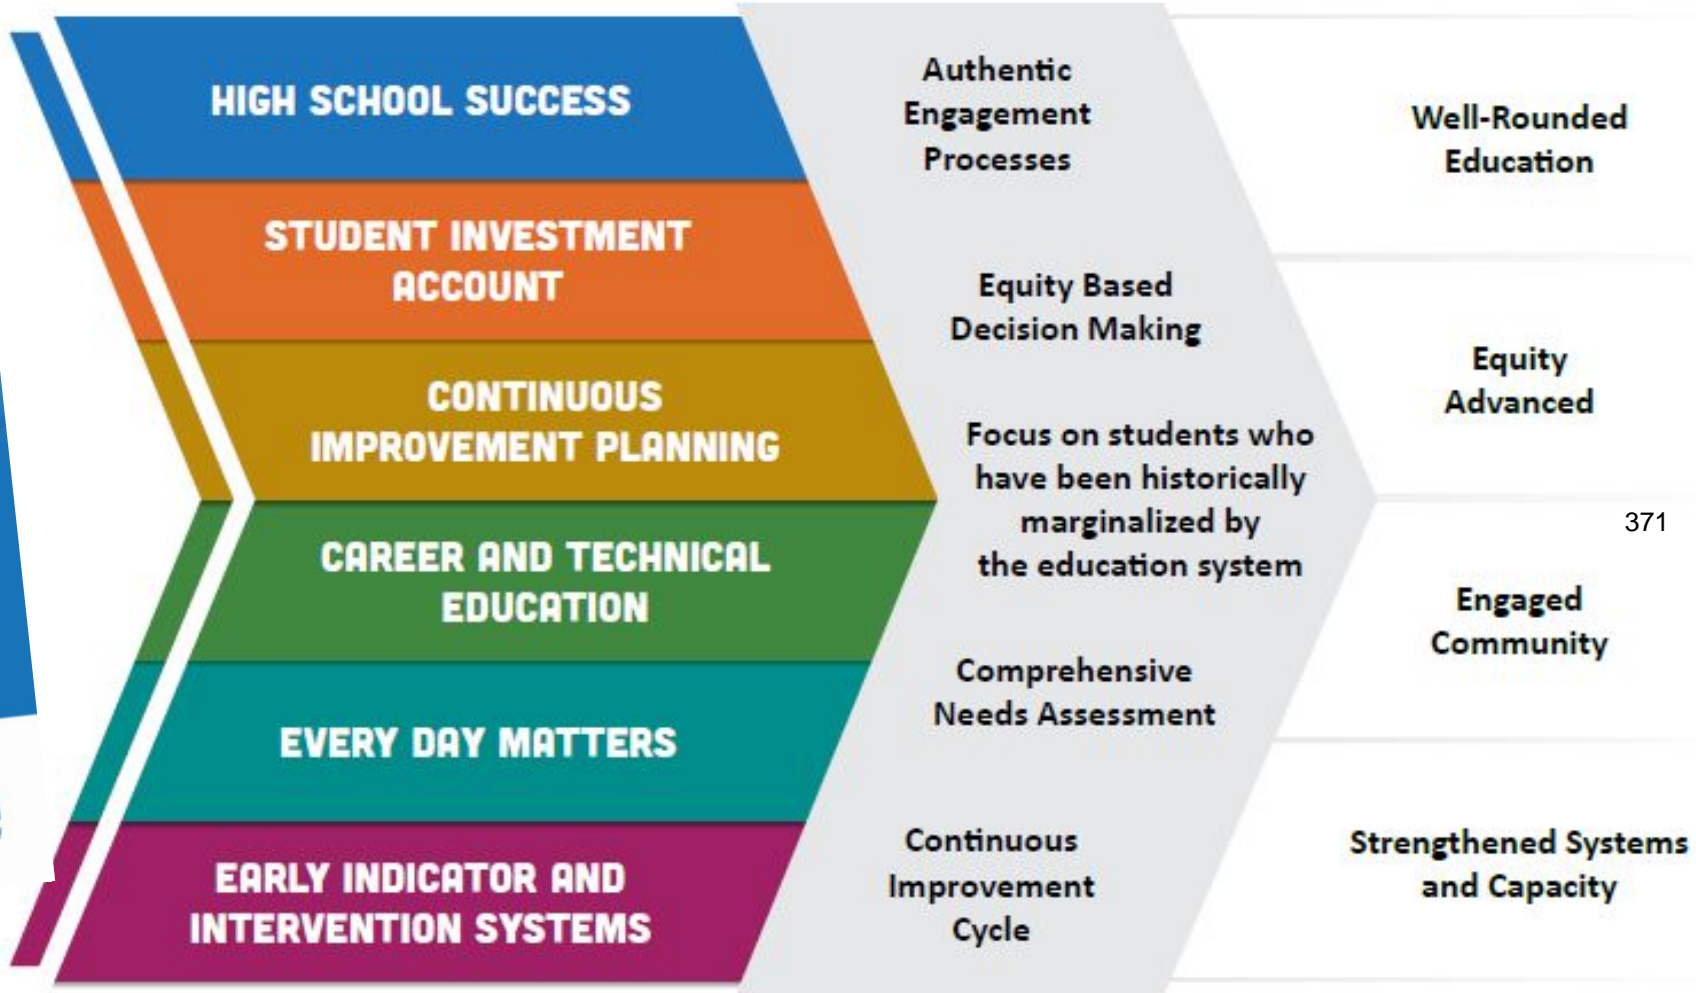 HIGH SCHOOL SUCCESS
STUDENT INVESTMENT
ACCOUNT
CONTINUOUS
IMPROVEMENT PLANNING
CAREER AND TECHNICAL
EDUCATION
EVERY DAY MATTERS
EARLY INDICATOR AND
INTERVENTION SYSTEMS
Authentic
Engagement
Processes
Equity Based
Decision Making
Focus on students who
have been historically
marginalized by
the education system
Comprehensive
Needs Assessment
Continuous
Improvement
Cycle
Well-Rounded
Education
Equity
Advanced
371
Engaged
Community
Strengthened Systems
and Capacity